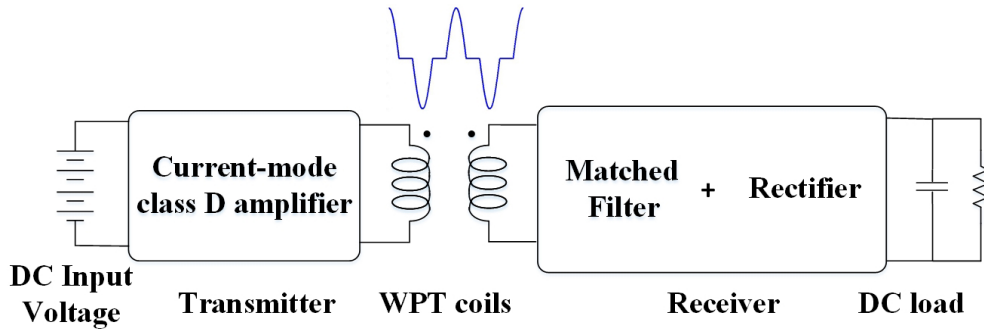 Current-mode
class D amplifier
Matched
Filter
+
Rectifier
DC Input
Voltage
Transmitter
WPT coils
Receiver
DC load